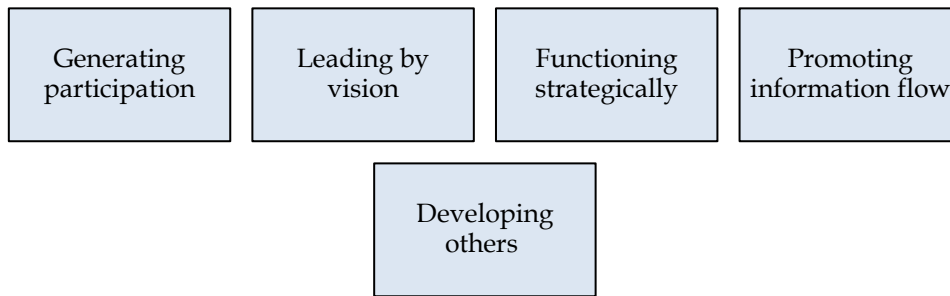 Generating
participation
Leading by
vision
Functioning
strategically
Promoting
information flow
Developing
others